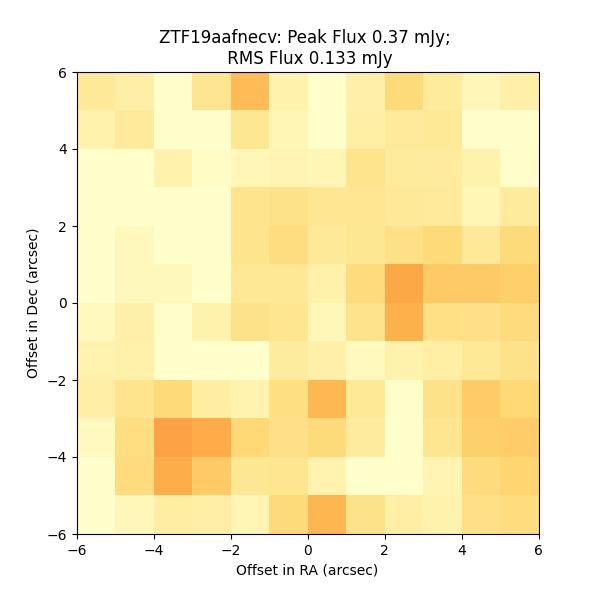 ZTF19aafnecv: Peak Flux 0.37 mJy;
RMS Flux 0.133 mJy
6
4
2
0
−2
−4
−6
Offset in Dec (arcsec)
−6 −4 −2 0 2 4 6
Offset in RA (arcsec)